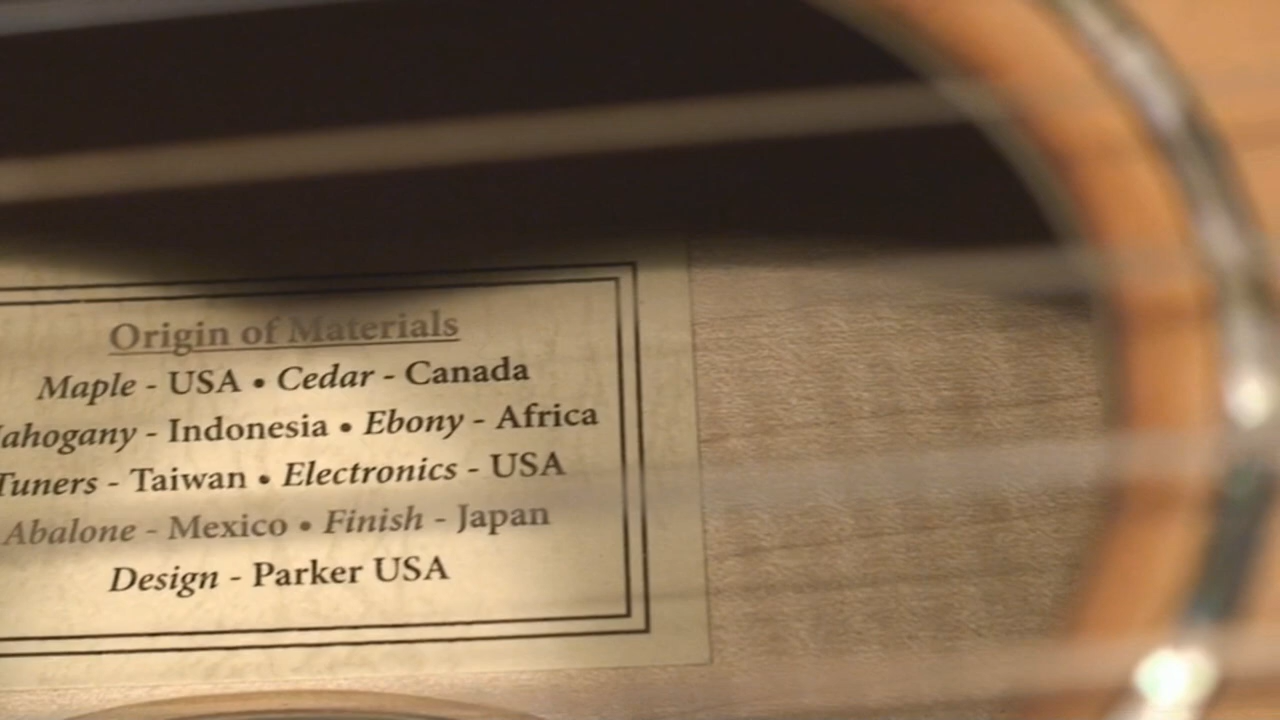 Origin of Materials
Maple - USA • Cedar - Canada
Mahogany - Indonesia • Ebony - Africa
Tuners - Taiwan • Electronics - USA
Abalone - Mexico • Finish - Japan
Design - Parker USA